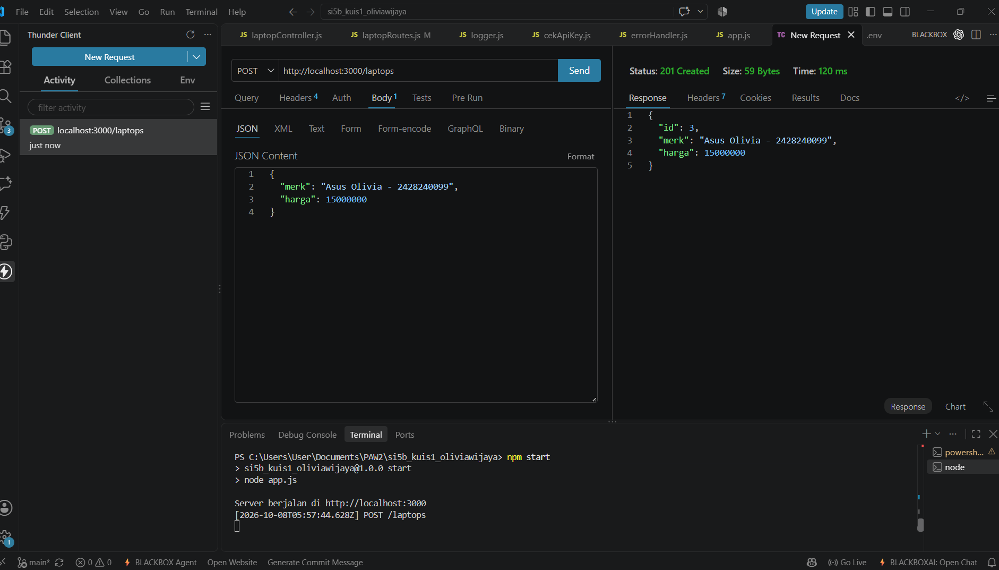 File Edit Selection View Go Run Terminal Help
si5b_kuis1_oliviawijaya
Update
Thunder Client
New Request
Activity Collections Env
filter activity
POST localhost:3000/laptops
just now
JS laptopController.js JS laptopRoutes.js M JS logger.js JS cekApiKey.js JS errorHandler.js JS app.js TC New Request .env BLACKBOX
POST http://localhost:3000/laptops Send
Query Headers 4 Auth Body 1 Tests Pre Run
JSON XML Text Form Form-encode GraphQL Binary
JSON Content Format
1 {
2 "merk": "Asus Olivia - 2428240099",
3 "harga": 15000000
4 }
Status: 201 Created Size: 59 Bytes Time: 120 ms
Response Headers 7 Cookies Results Docs </>
1 {
2 "id": 3,
3 "merk": "Asus Olivia - 2428240099",
4 "harga": 15000000
5 }
Response Chart
Problems Debug Console Terminal Ports
PS C:\Users\User\Documents\PAW2\si5b_kuis1_oliviawijaya> npm start
> si5b_kuis1_oliviawijaya@1.0.0 start
> node app.js
Server berjalan di http://localhost:3000
[2026-10-08T05:57:44.628Z] POST /laptops
powersh...
node
3
1
main* 0 0 BLACKBOX Agent Open Website Generate Commit Message Go Live BLACKBOXAI: Open Chat